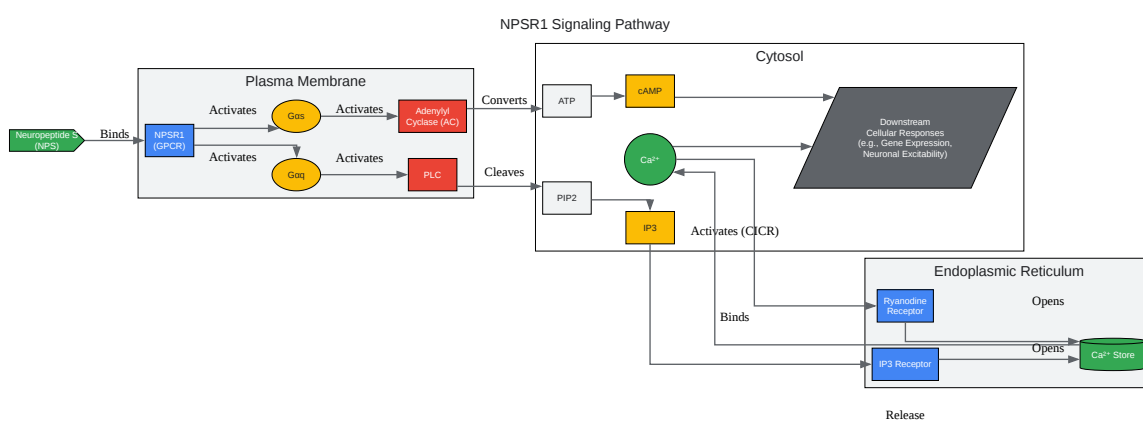 NPSR1 Signaling Pathway
Plasma Membrane
Cytosol
Neuropeptide S
(NPS)
Binds
NPSR1
(GPCR)
Activates
Gαs
Activates
Adenylyl
Cyclase (AC)
Activates
Gαq
Activates
PLC
Converts
ATP
cAMP
Cleaves
PIP2
IP3
Ca²⁺
Downstream
Cellular Responses
(e.g., Gene Expression,
Neuronal Excitability)
Activates (CICR)
Binds
Endoplasmic Reticulum
Ryanodine
Receptor
Opens
IP3 Receptor
Opens
Ca²⁺ Store
Release